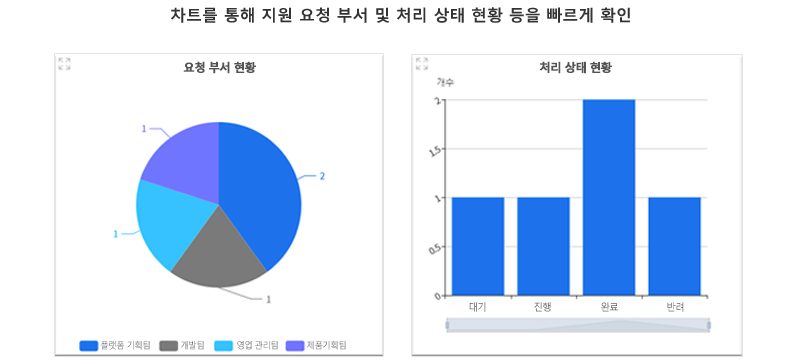 차트를 통해 지원 요청 부서 및 처리 상태 현황 등을 빠르게 확인
요청 부서 현황
1
2
1
1
플랫폼 기획팀 개발팀 영업 관리팀 제품기획팀
처리 상태 현황
개수
2
1.5
1
0.5
0
대기 진행 완료 반려